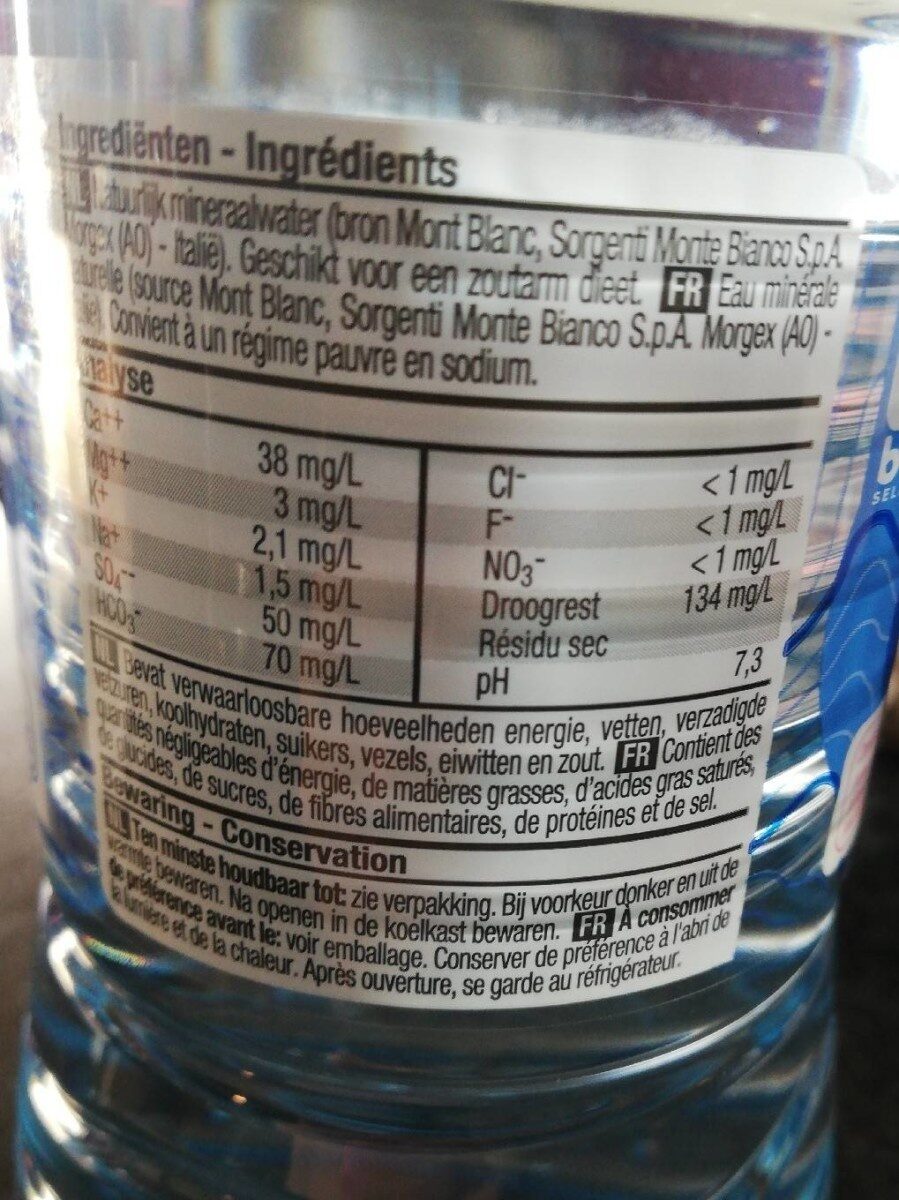 Ingrediënten - Ingrédients
Natuurlijk mineraalwater (bron Mont Blanc, Sorgenti Monte Bianco S.p.A.
Morgex (AO) - Italië). Geschikt voor een zoutarm dieet. FR Eau minérale
naturelle (source Mont Blanc, Sorgenti Monte Bianco S.p.A. Morgex (AO) -
Convient à un régime pauvre en sodium.
Analyse
Ca++ 38 mg/L
Mg++ 3 mg/L
K+ 2,1 mg/L
Na+ 1,5 mg/L
SO₄-- 50 mg/L
HCO₃- 70 mg/L
Cl- < 1 mg/L
F- < 1 mg/L
NO₃- < 1 mg/L
Droogrest 134 mg/L
Résidu sec
pH 7,3
NL Bevat verwaarloosbare hoeveelheden energie, vetten, verzadigde
vetzuren, koolhydraten, suikers, vezels, eiwitten en zout. FR Contient des
quantités négligeables d'énergie, de matières grasses, d'acides gras saturés,
de glucides, de sucres, de fibres alimentaires, de protéines et de sel.
Bewaring - Conservation
NL Ten minste houdbaar tot: zie verpakking. Bij voorkeur donker en uit de
warmte bewaren. Na openen in de koelkast bewaren. FR À consommer
de préférence avant le: voir emballage. Conserver de préférence à l'abri de
la lumière et de la chaleur. Après ouverture, se garde au réfrigérateur.
b
SEL